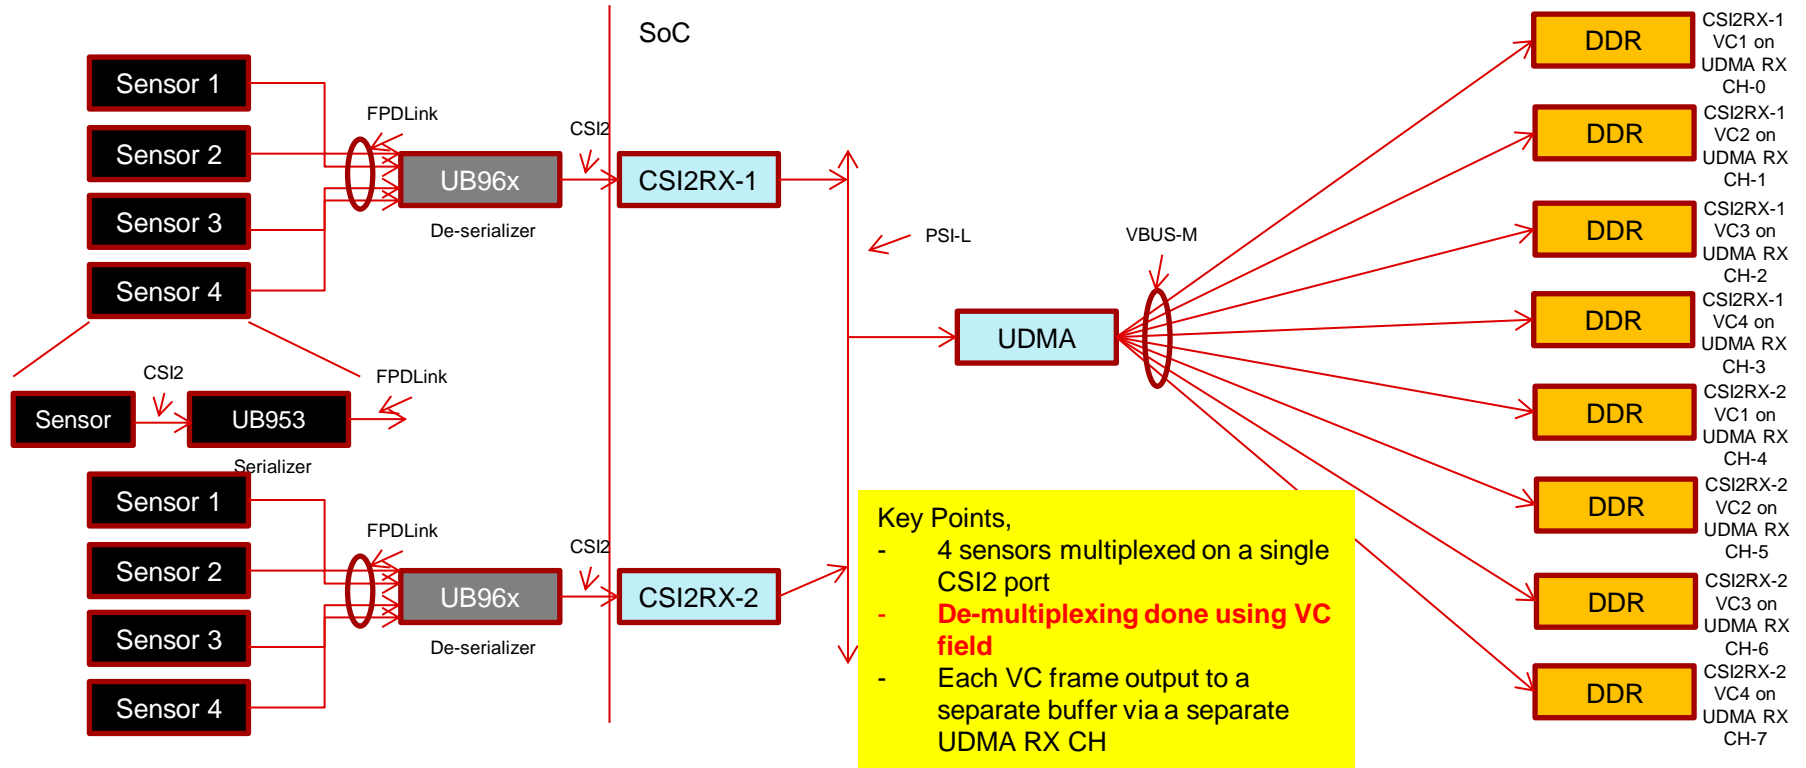 SoC
Sensor 1
Sensor 2
Sensor 3
Sensor 4
FPDLink
UB96x
De-serializer
CSI2
CSI2RX-1
PSI-L
UDMA
VBUS-M
Sensor
CSI2
UB953
Serializer
FPDLink
Sensor 1
Sensor 2
Sensor 3
Sensor 4
FPDLink
UB96x
De-serializer
CSI2
CSI2RX-2
Key Points,
- 4 sensors multiplexed on a single
CSI2 port
- De-multiplexing done using VC
field
- Each VC frame output to a
separate buffer via a separate
UDMA RX CH
DDR
CSI2RX-1
VC1 on
UDMA RX
CH-0
DDR
CSI2RX-1
VC2 on
UDMA RX
CH-1
DDR
CSI2RX-1
VC3 on
UDMA RX
CH-2
DDR
CSI2RX-1
VC4 on
UDMA RX
CH-3
DDR
CSI2RX-2
VC1 on
UDMA RX
CH-4
DDR
CSI2RX-2
VC2 on
UDMA RX
CH-5
DDR
CSI2RX-2
VC3 on
UDMA RX
CH-6
DDR
CSI2RX-2
VC4 on
UDMA RX
CH-7